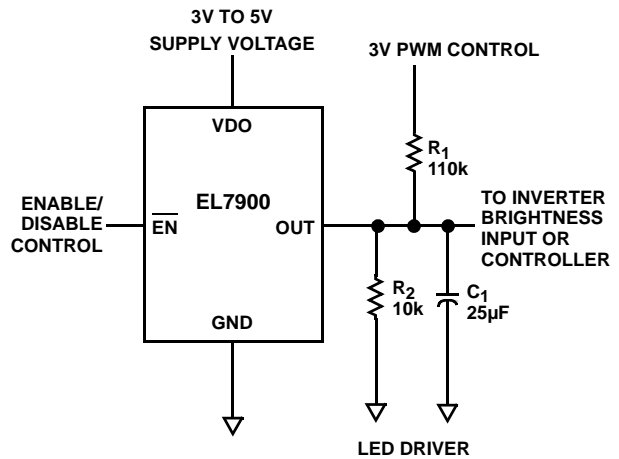 3V TO 5V
SUPPLY VOLTAGE
3V PWM CONTROL
VDO
R1
110k
ENABLE/
DISABLE
CONTROL
EN
EL7900
OUT
TO INVERTER
BRIGHTNESS
INPUT OR
CONTROLLER
R2
10k
C1
25µF
GND
LED DRIVER